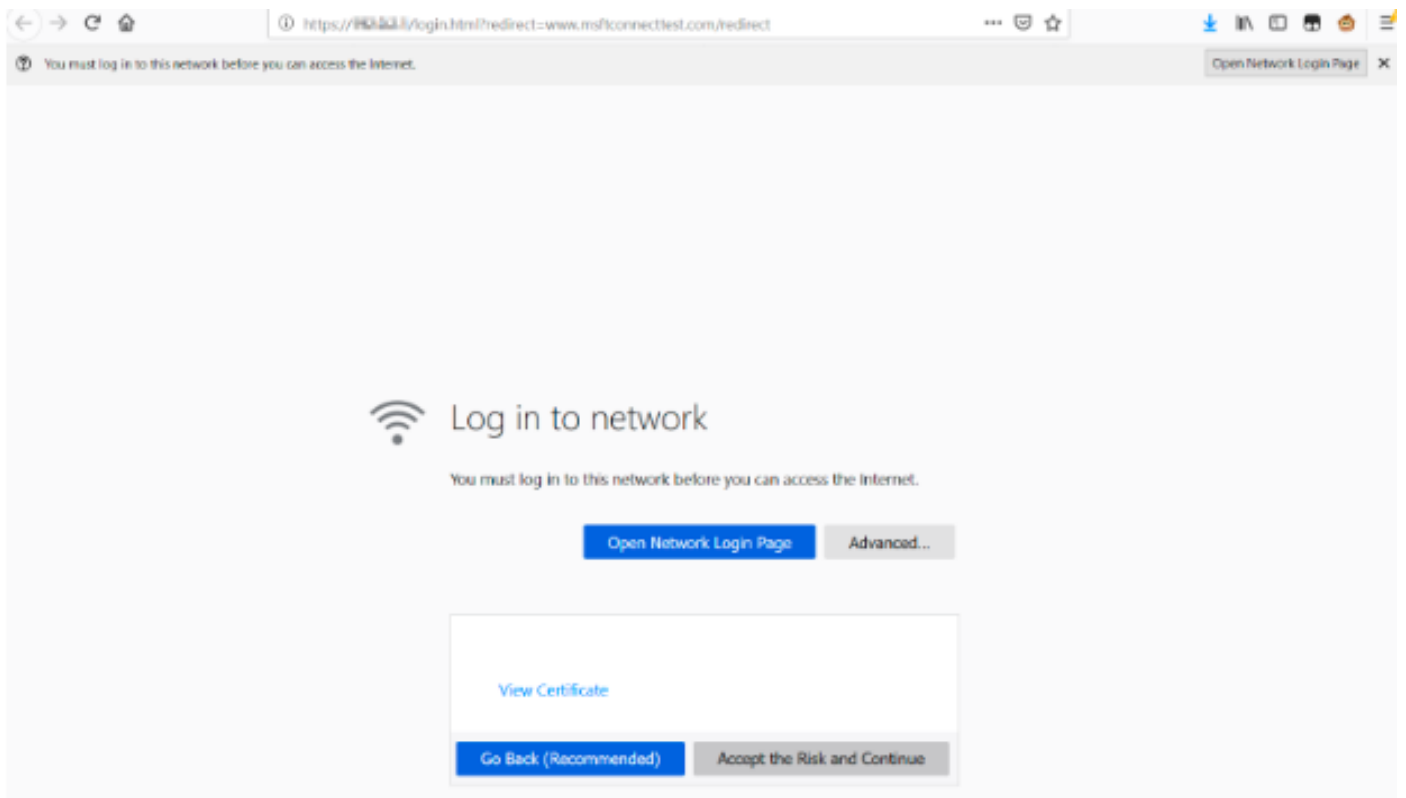 https:// /login.html?redirect=www.msftconnecttest.com/redirect
You must log in to this network before you can access the Internet.
Open Network Login Page
Log in to network
You must log in to this network before you can access the Internet.
Open Network Login Page
Advanced...
View Certificate
Go Back (Recommended)
Accept the Risk and Continue